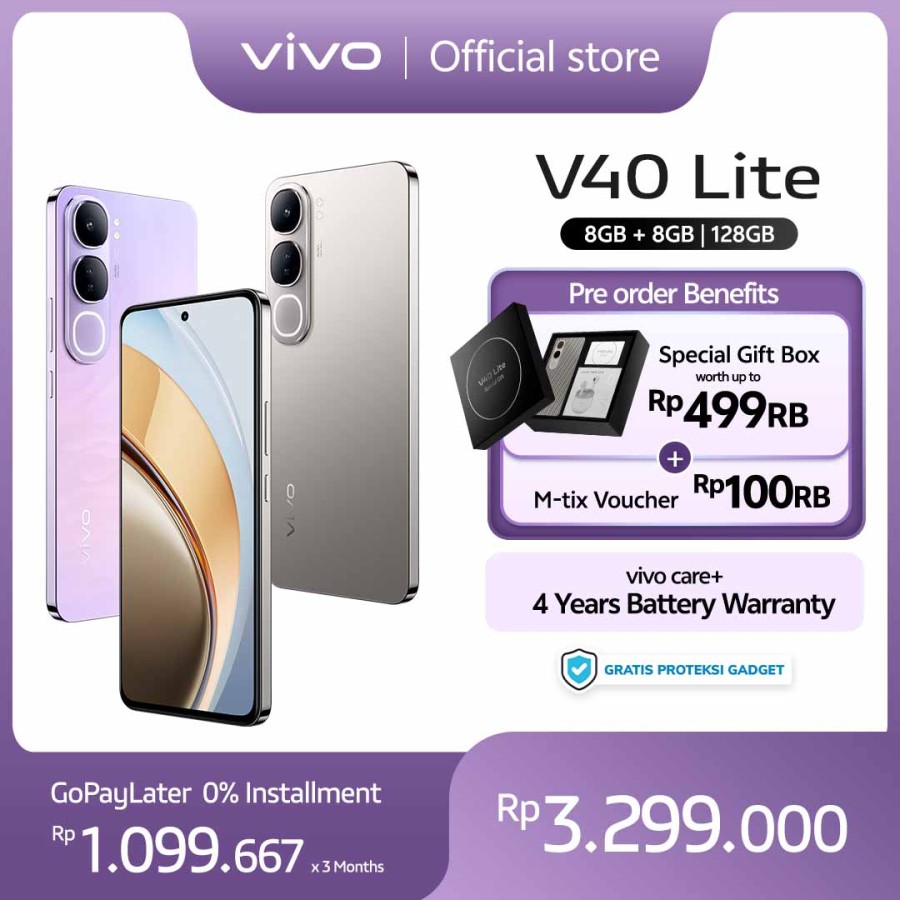 vivo | Official store
V40 Lite
8GB + 8GB | 128GB
Pre order Benefits
V40 Lite
Special Gift Box
worth up to
Rp499RB
+
M-tix Voucher Rp100RB
vivo care+
4 Years Battery Warranty
GRATIS PROTEKSI GADGET
vivo
vivo
GoPayLater 0% Installment
Rp1.099.667 x 3 Months
Rp3.299.000